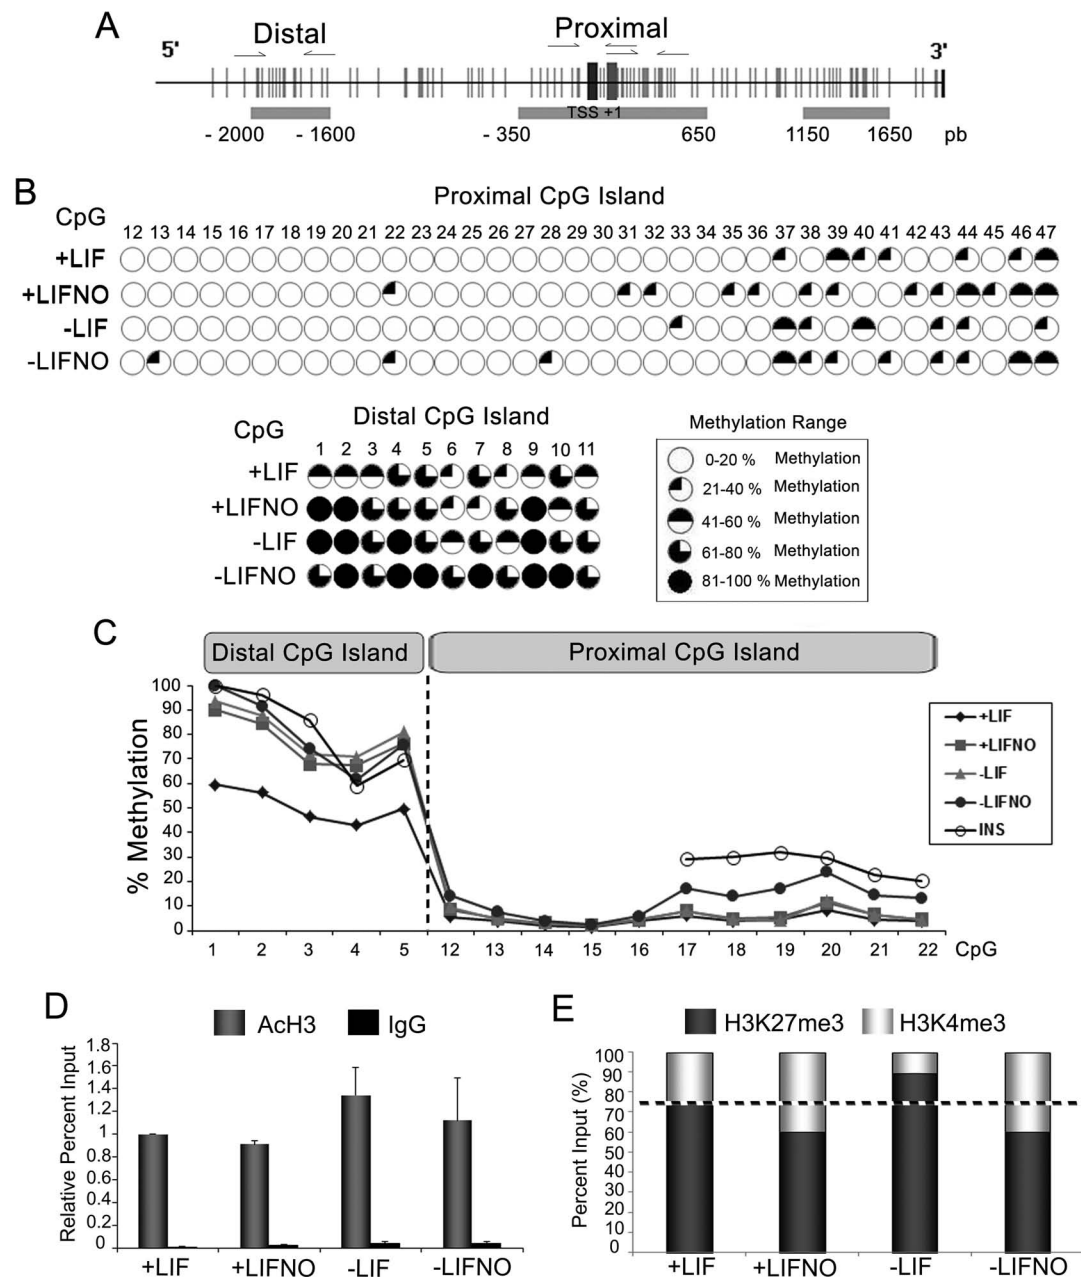 A
Distal
Proximal
5'
3'
TSS +1
- 2000 - 1600 - 350 650 1150 1650 pb
B
Proximal CpG Island
CpG
12 13 14 15 16 17 18 19 20 21 22 23 24 25 26 27 28 29 30 31 32 33 34 35 36 37 38 39 40 41 42 43 44 45 46 47
+LIF
+LIFNO
-LIF
-LIFNO
Distal CpG Island
CpG
1 2 3 4 5 6 7 8 9 10 11
+LIF
+LIFNO
-LIF
-LIFNO
Methylation Range
0-20 % Methylation
21-40 % Methylation
41-60 % Methylation
61-80 % Methylation
81-100 % Methylation
C
Distal CpG Island
Proximal CpG Island
% Methylation
100
90
80
70
60
50
40
30
20
10
0
1 2 3 4 5 12 13 14 15 16 17 18 19 20 21 22 CpG
+LIF
+LIFNO
-LIF
-LIFNO
INS
D
AcH3 IgG
Relative Percent Input
1.8
1.6
1.4
1.2
1
0.8
0.6
0.4
0.2
0
+LIF +LIFNO -LIF -LIFNO
E
H3K27me3 H3K4me3
Percent Input (%)
100
90
80
70
60
50
40
30
20
10
0
+LIF +LIFNO -LIF -LIFNO